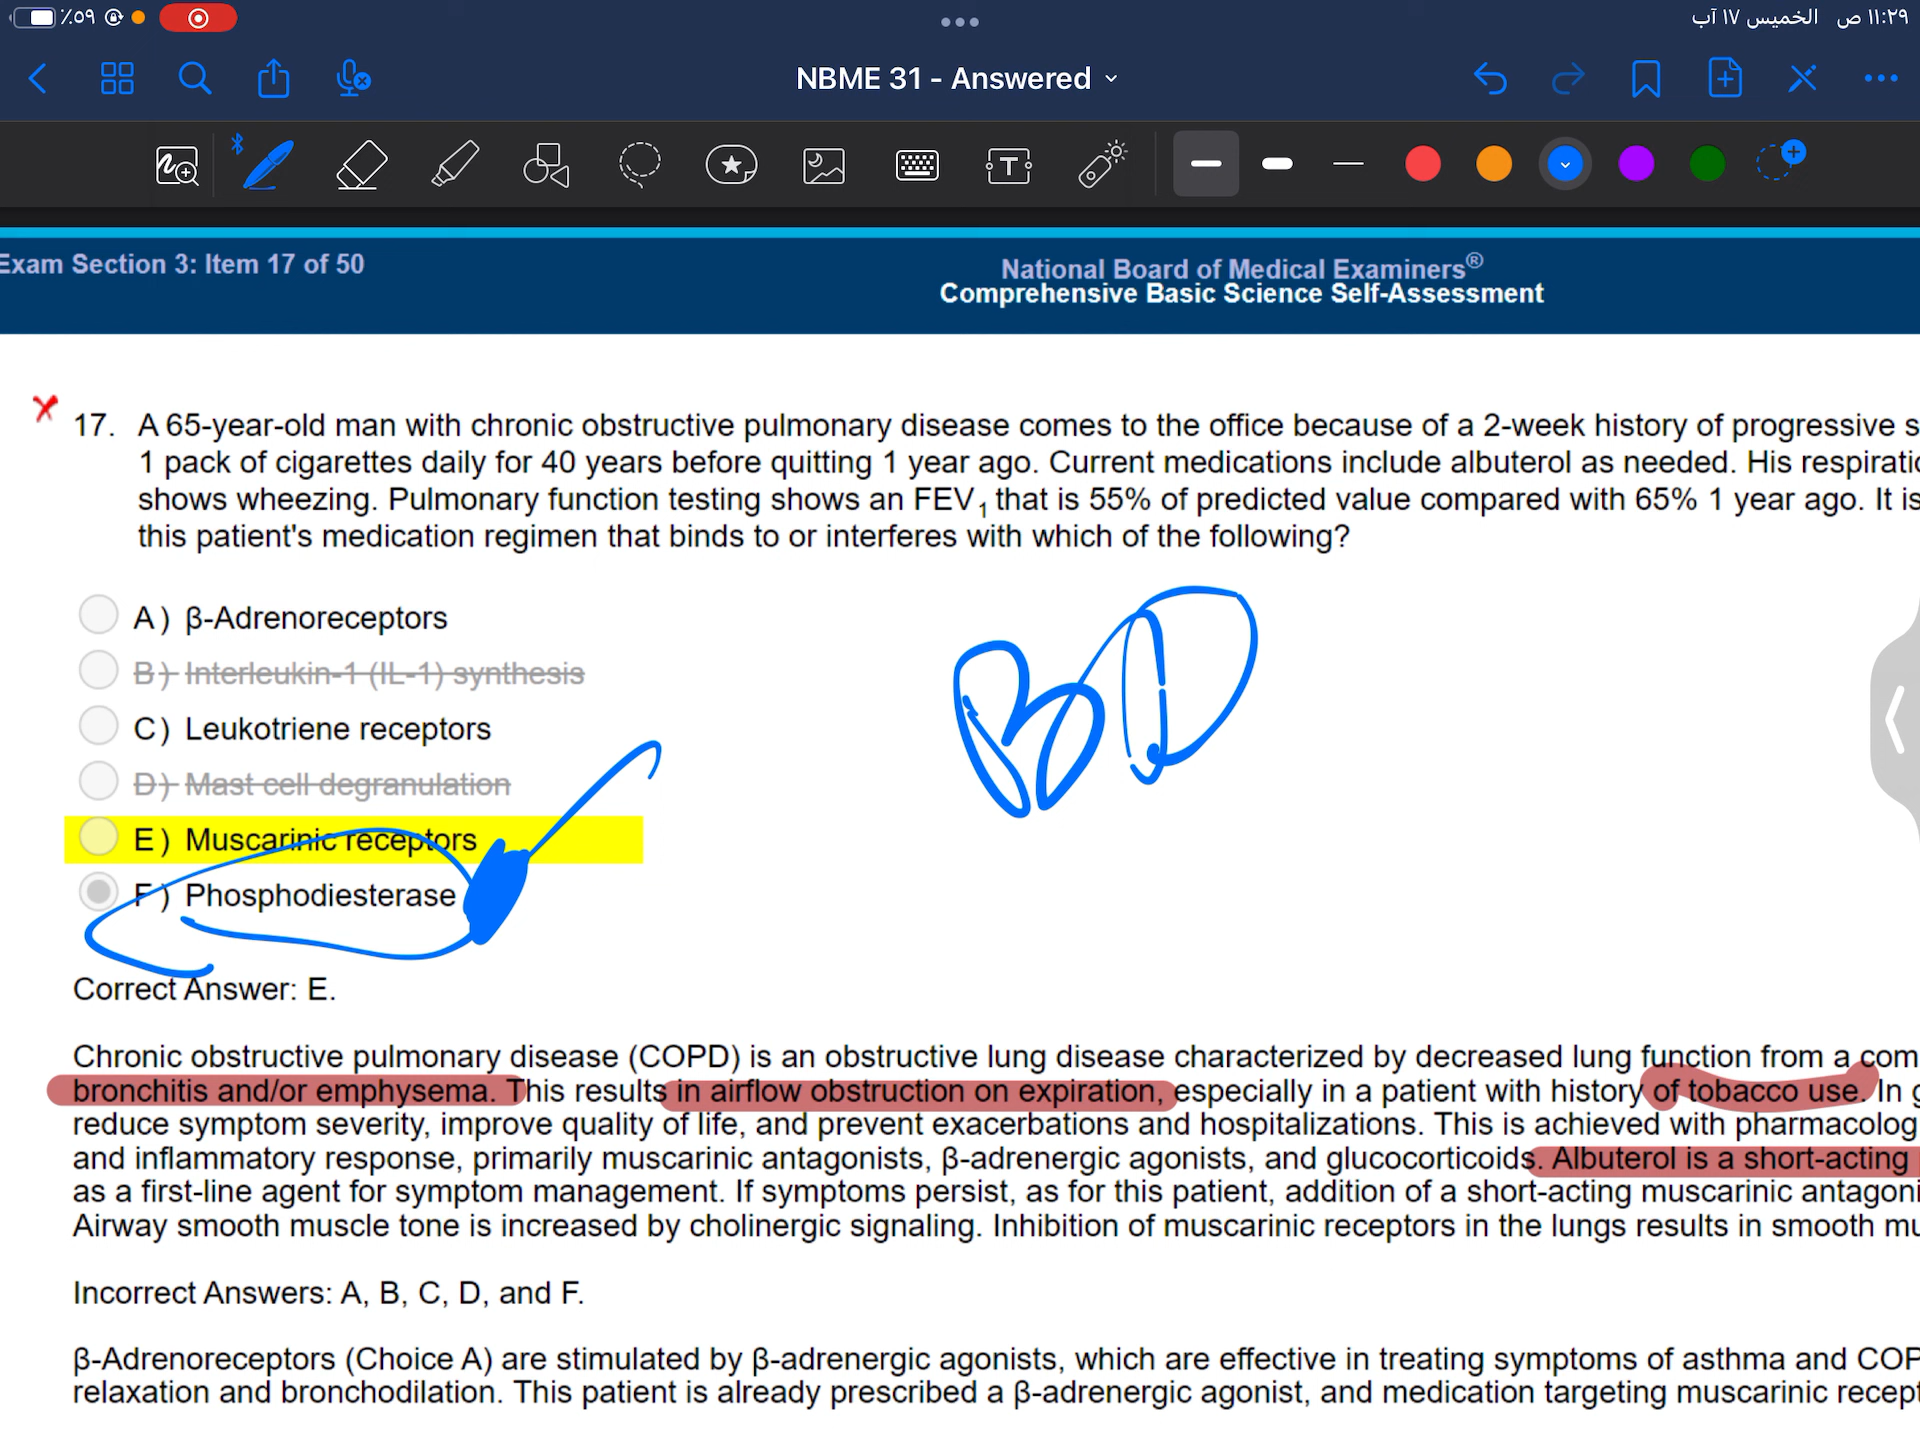 ٪٥٩ ١١:٢٩ ص الخميس ١٧ آب
NBME 31 - Answered
T
Exam Section 3: Item 17 of 50
National Board of Medical Examiners®
Comprehensive Basic Science Self-Assessment
17. A 65-year-old man with chronic obstructive pulmonary disease comes to the office because of a 2-week history of progressive s
1 pack of cigarettes daily for 40 years before quitting 1 year ago. Current medications include albuterol as needed. His respiratio
shows wheezing. Pulmonary function testing shows an FEV1 that is 55% of predicted value compared with 65% 1 year ago. It is
this patient's medication regimen that binds to or interferes with which of the following?
A) β-Adrenoreceptors
B) Interleukin-1 (IL-1) synthesis
C) Leukotriene receptors
D) Mast cell degranulation
E) Muscarinic receptors
F) Phosphodiesterase
BD
Correct Answer: E.
Chronic obstructive pulmonary disease (COPD) is an obstructive lung disease characterized by decreased lung function from a com
bronchitis and/or emphysema. This results in airflow obstruction on expiration, especially in a patient with history of tobacco use. In g
reduce symptom severity, improve quality of life, and prevent exacerbations and hospitalizations. This is achieved with pharmacolog
and inflammatory response, primarily muscarinic antagonists, β-adrenergic agonists, and glucocorticoids. Albuterol is a short-acting
as a first-line agent for symptom management. If symptoms persist, as for this patient, addition of a short-acting muscarinic antagoni
Airway smooth muscle tone is increased by cholinergic signaling. Inhibition of muscarinic receptors in the lungs results in smooth mu
Incorrect Answers: A, B, C, D, and F.
β-Adrenoreceptors (Choice A) are stimulated by β-adrenergic agonists, which are effective in treating symptoms of asthma and COP
relaxation and bronchodilation. This patient is already prescribed a β-adrenergic agonist, and medication targeting muscarinic recept